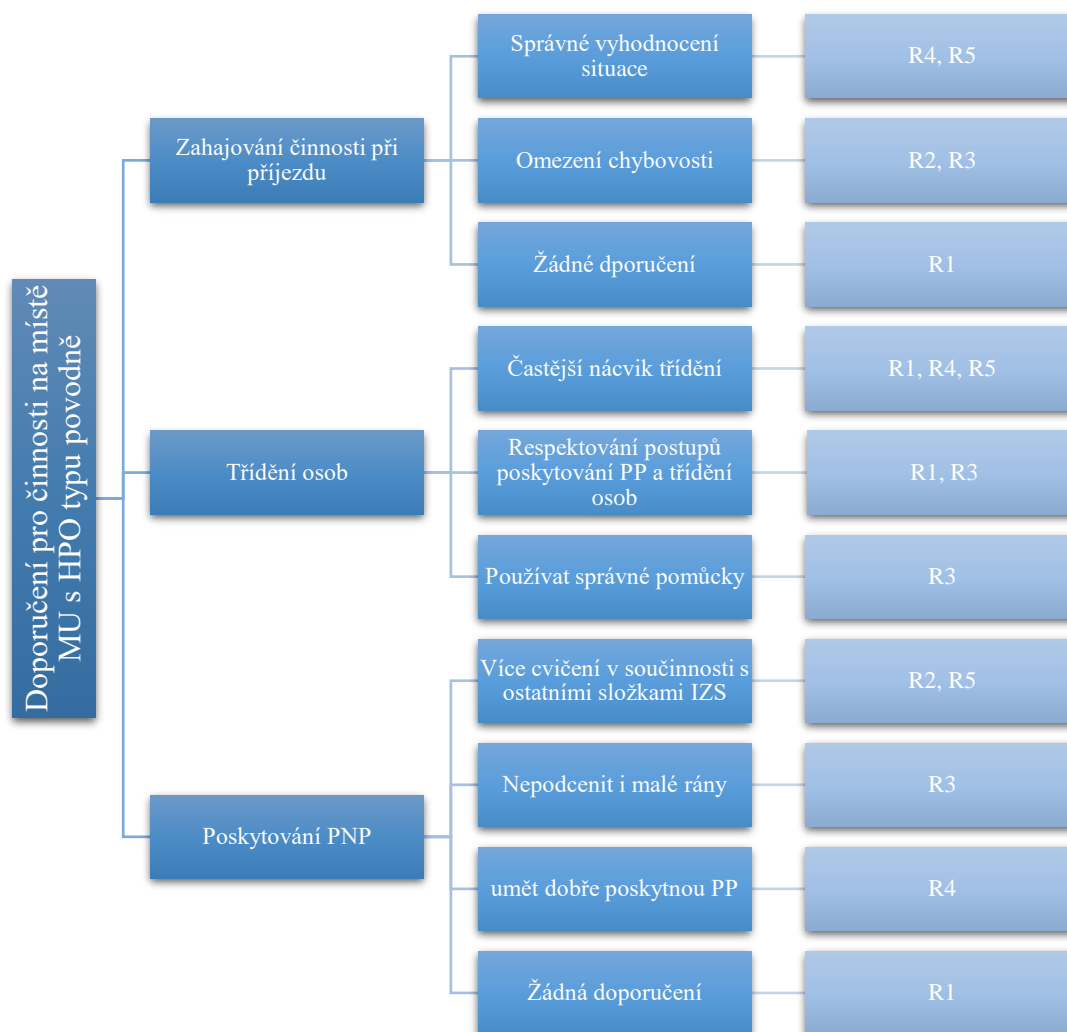 Doporučení pro činnosti na místě
MU s HPO typu povodně
Zahajování činnosti při
příjezdu
Správné vyhodnocení
situace
R4, R5
Omezení chybovosti
R2, R3
Žádné dporučení
R1
Třídění osob
Častější nácvik třídění
R1, R4, R5
Respektování postupů
poskytování PP a třídění
osob
R1, R3
Používat správné pomůcky
R3
Poskytování PNP
Více cvičení v součinnosti s
ostatními složkami IZS
R2, R5
Nepodcenit i malé rány
R3
umět dobře poskytnou PP
R4
Žádná doporučení
R1